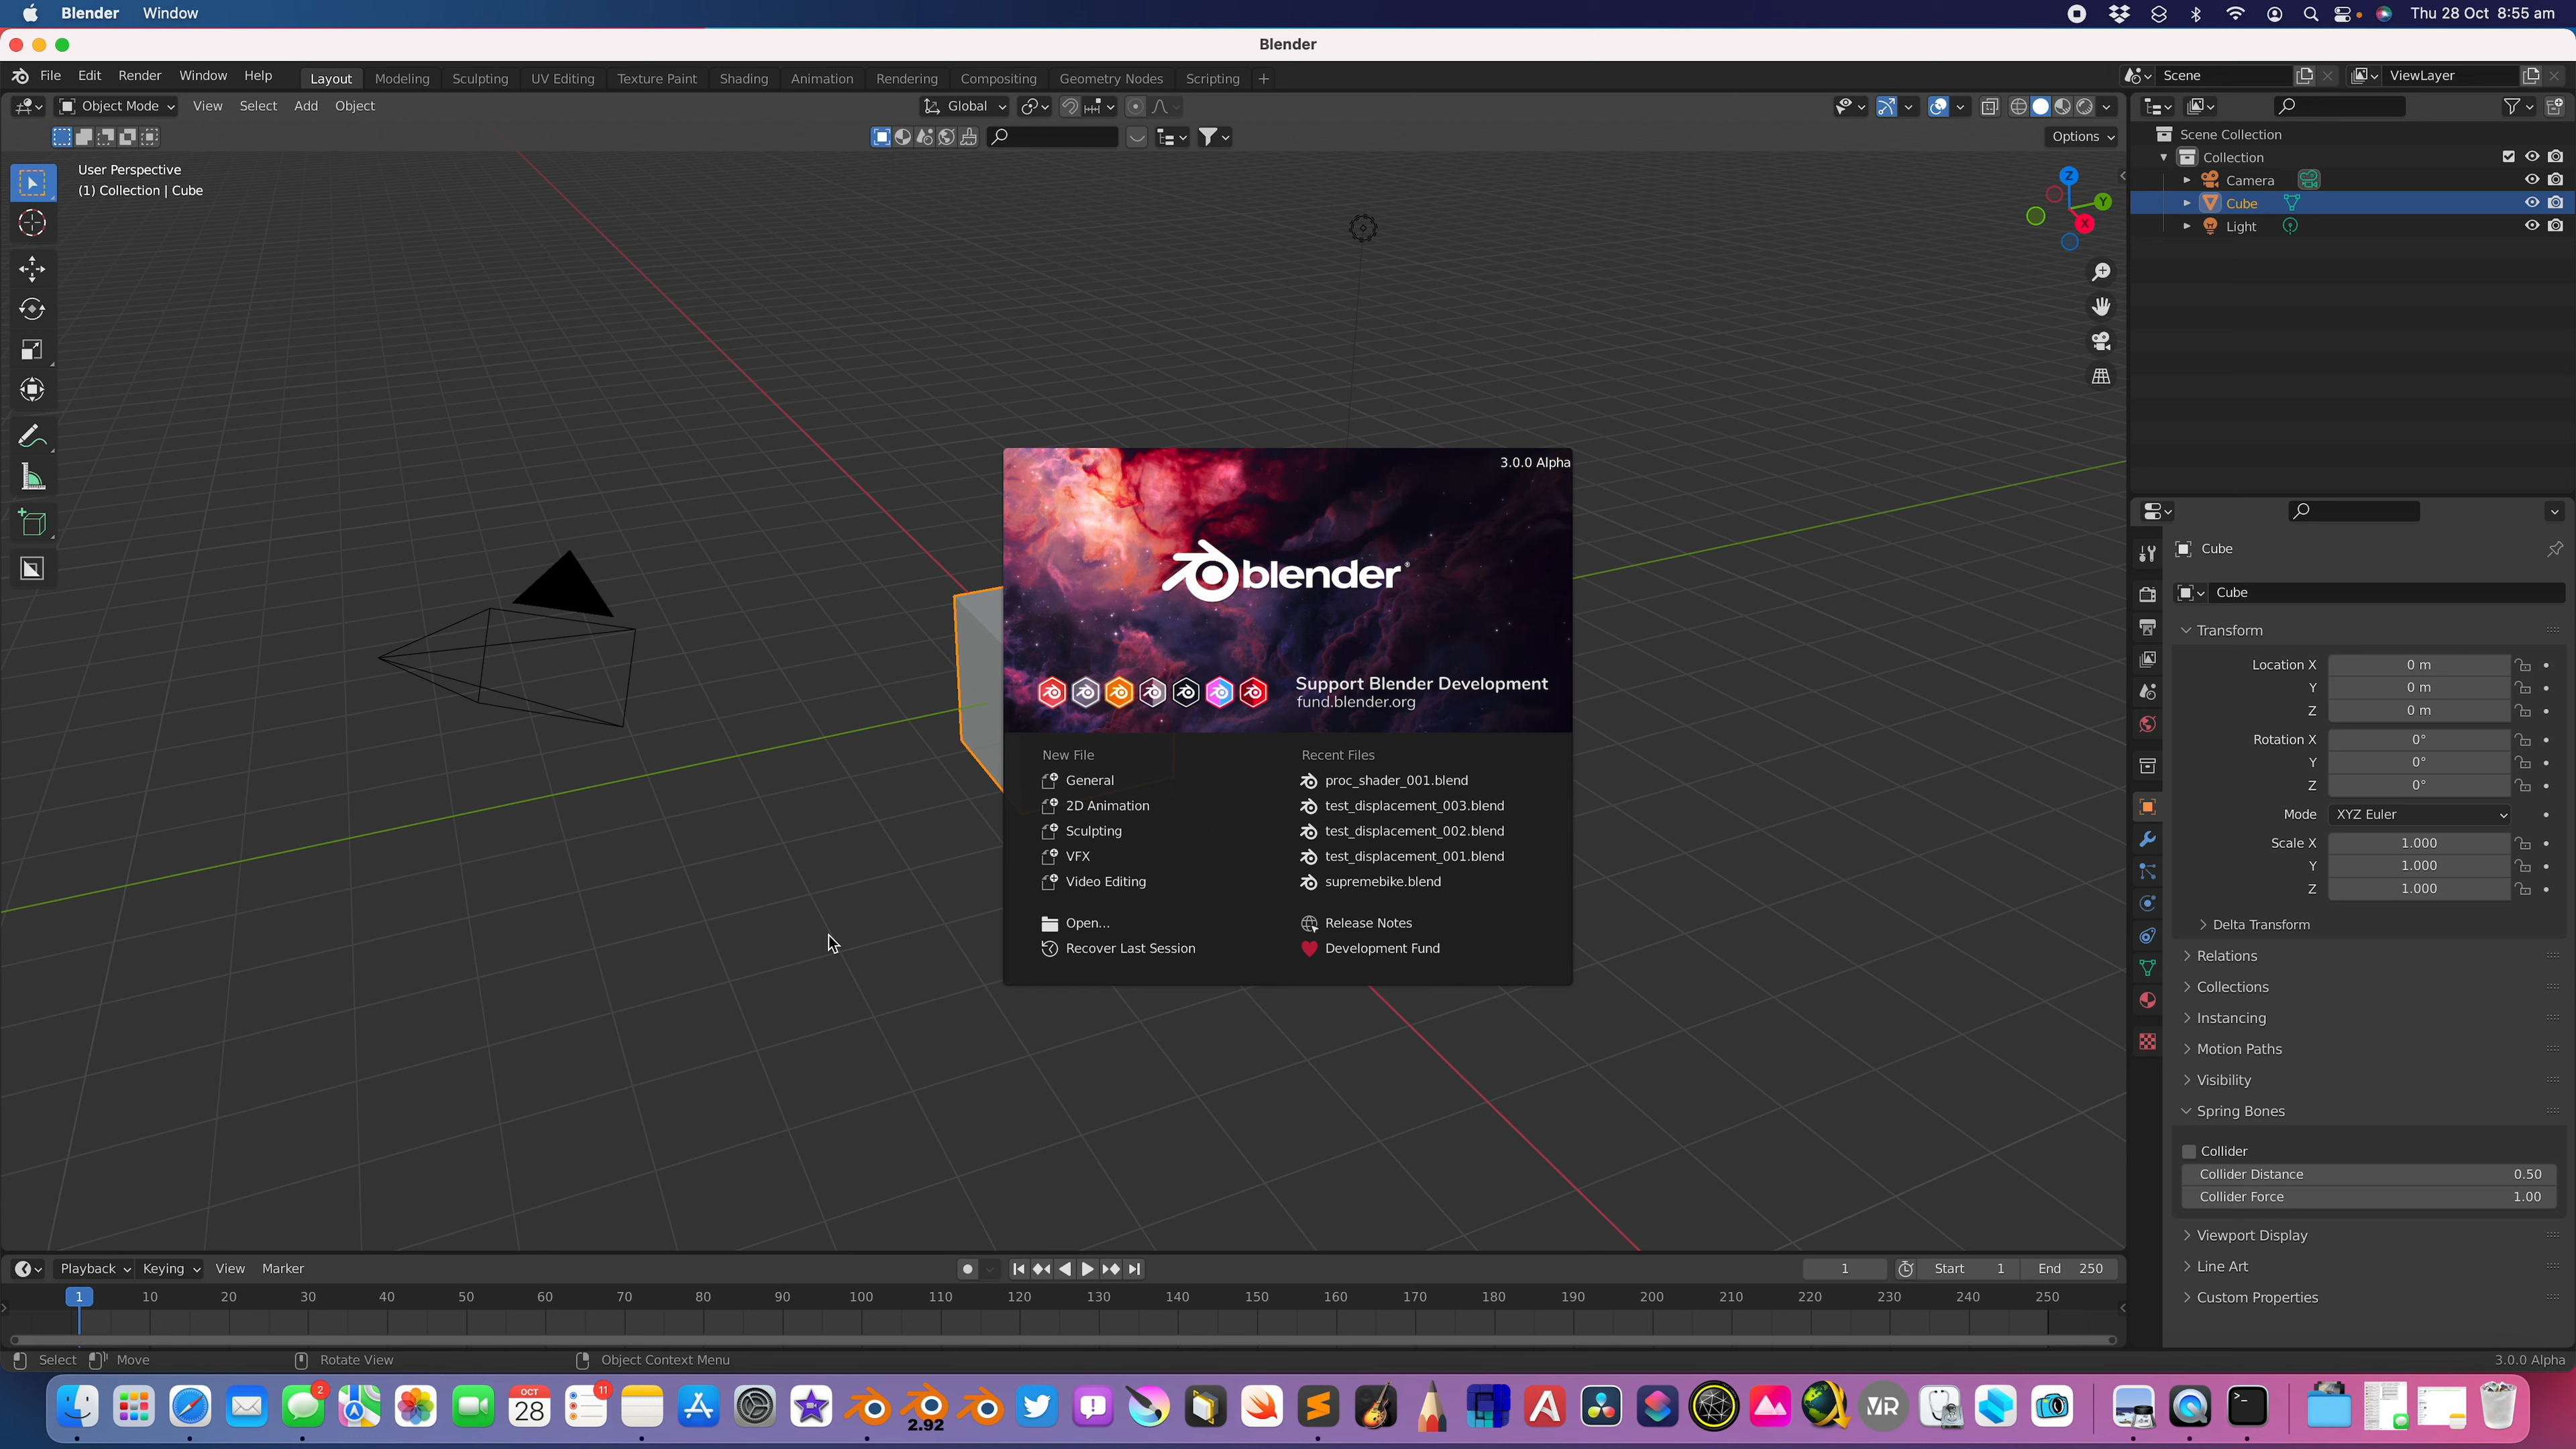 Blender Window
Thu 28 Oct 8:55 am
Blender
File Edit Render Window Help
Layout Modeling Sculpting UV Editing Texture Paint Shading Animation Rendering Compositing Geometry Nodes Scripting +
Scene
ViewLayer
Object Mode View Select Add Object
Global
Options
User Perspective
(1) Collection | Cube
Z
Y
X
Scene Collection
Collection
Camera
Cube
Light
3.0.0 Alpha
blender
Support Blender Development
fund.blender.org
New File
General
2D Animation
Sculpting
VFX
Video Editing
Open...
Recover Last Session
Recent Files
proc_shader_001.blend
test_displacement_003.blend
test_displacement_002.blend
test_displacement_001.blend
supremebike.blend
Release Notes
Development Fund
Cube
Cube
Transform
Location X 0 m
Y 0 m
Z 0 m
Rotation X 0°
Y 0°
Z 0°
Mode XYZ Euler
Scale X 1.000
Y 1.000
Z 1.000
Delta Transform
Relations
Collections
Instancing
Motion Paths
Visibility
Spring Bones
Collider
Collider Distance 0.50
Collider Force 1.00
Viewport Display
Line Art
Custom Properties
Playback Keying View Marker
1 Start 1 End 250
1 10 20 30 40 50 60 70 80 90 100 110 120 130 140 150 160 170 180 190 200 210 220 230 240 250
Select Move Rotate View Object Context Menu
3.0.0 Alpha
2
OCT
28
11
2.92
VR